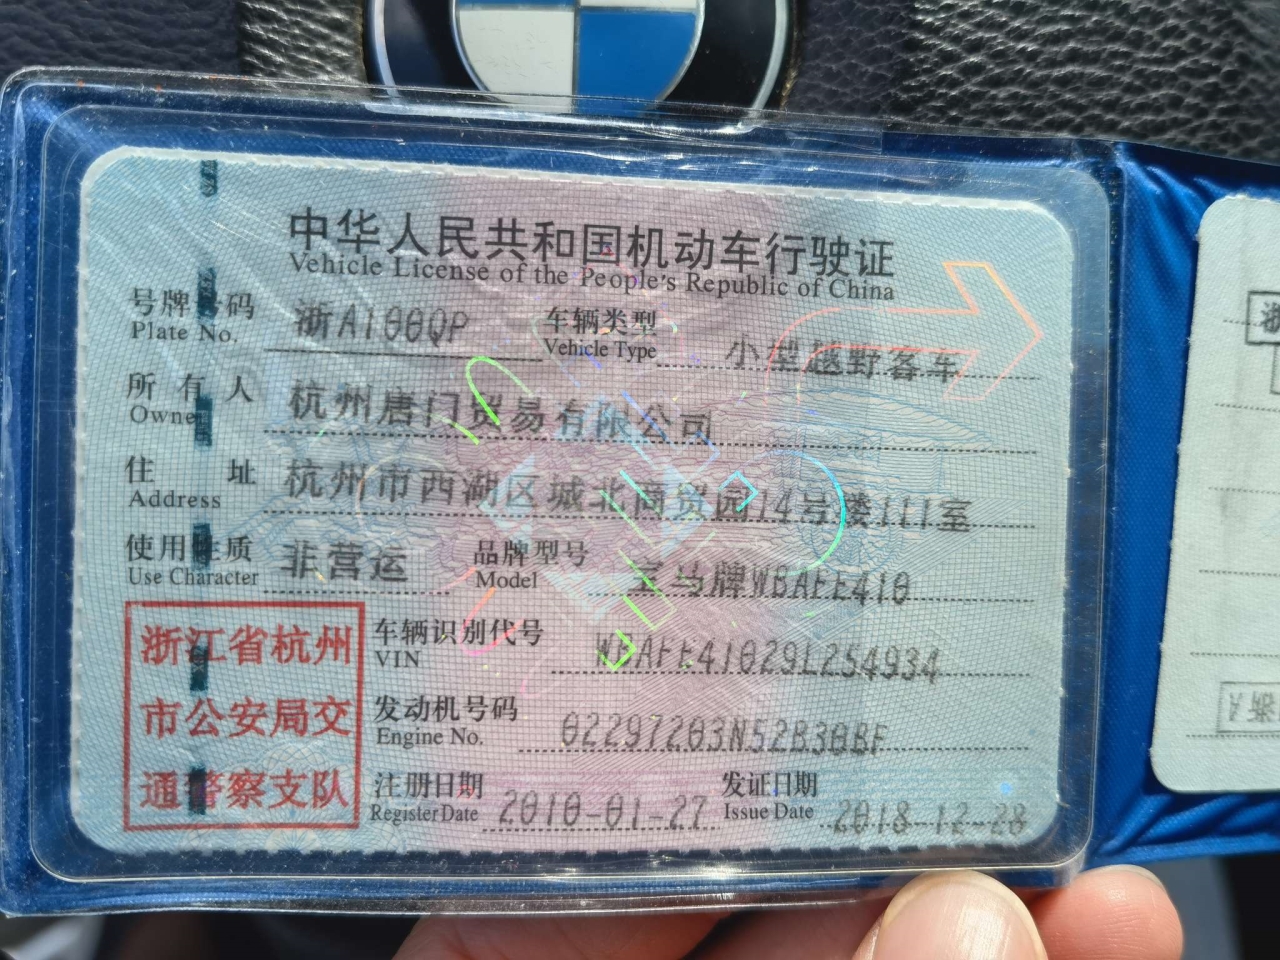 中华人民共和国机动车行驶证
Vehicle License of the People's Republic of China
号牌号码 浙A100QP 车辆类型 小型越野客车
Plate No. Vehicle Type
所有人 杭州唐门贸易有限公司
Owner
住址 杭州市西湖区城北商贸园14号楼111室
Address
使用性质 非营运 品牌型号 宝马牌WBAFE410
Use Character Model
浙江省杭州
市公安局交
通警察支队
车辆识别代号 WBAFE41029L254934
VIN
发动机号码 02297203N52B30BF
Engine No.
注册日期 2010-01-27 发证日期 2018-12-28
Register Date Issue Date
浙
浙A